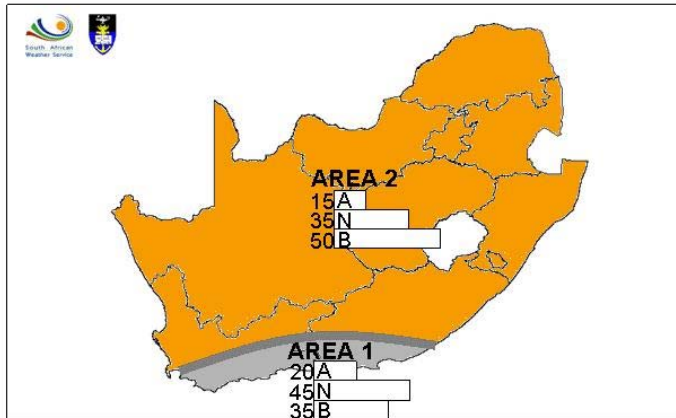 South African
Weather Service
AREA 2
15 A
35 N
50 B
AREA 1
20 A
45 N
35 B